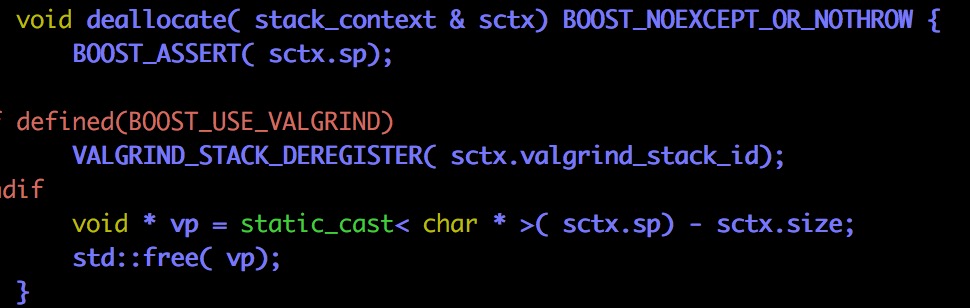 void deallocate( stack_context & sctx) BOOST_NOEXCEPT_OR_NOTHROW {
BOOST_ASSERT( sctx.sp);
defined(BOOST_USE_VALGRIND)
VALGRIND_STACK_DEREGISTER( sctx.valgrind_stack_id);
dif
void * vp = static_cast< char * >( sctx.sp) - sctx.size;
std::free( vp);
}